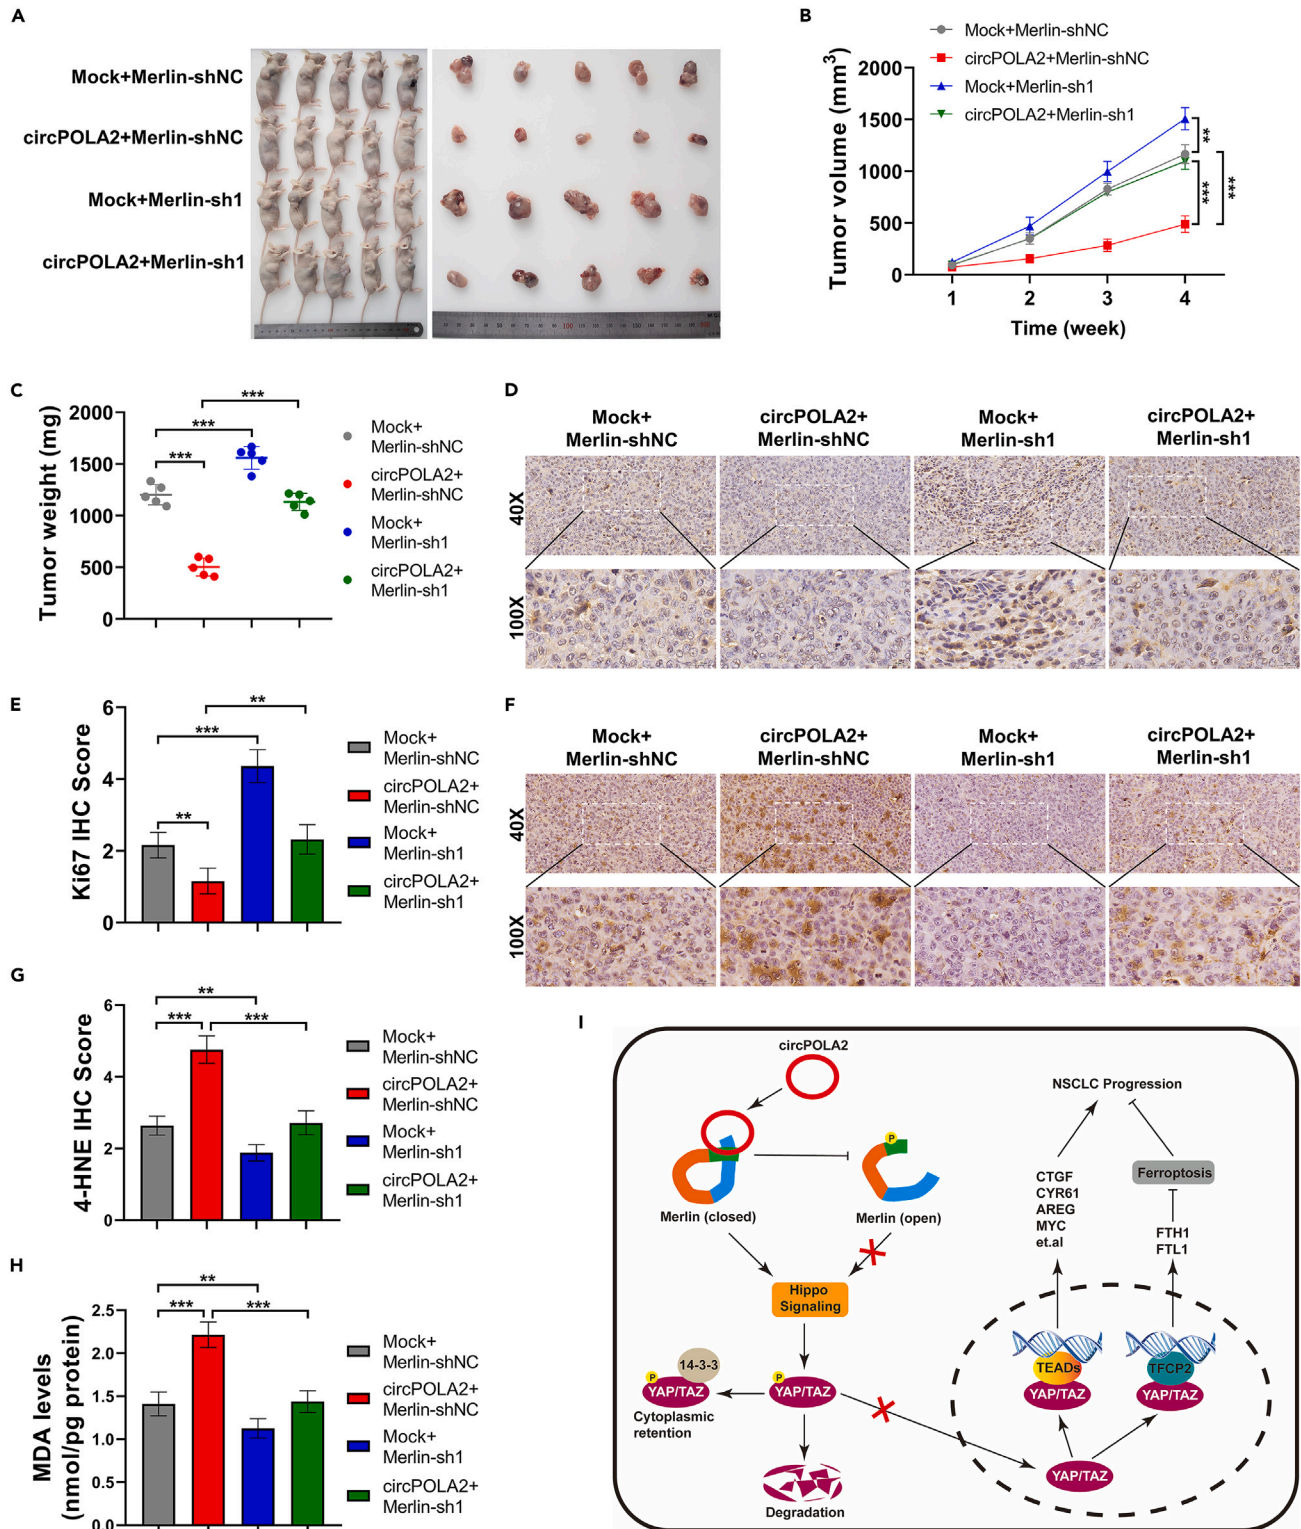 A
Mock+Merlin-shNC
circPOLA2+Merlin-shNC
Mock+Merlin-sh1
circPOLA2+Merlin-sh1
B
Mock+Merlin-shNC
circPOLA2+Merlin-shNC
Mock+Merlin-sh1
circPOLA2+Merlin-sh1
Tumor volume (mm³)
2000
1500
1000
500
0
**
***
***
1 2 3 4
Time (week)
C
Tumor weight (mg)
2000
1500
1000
500
0
***
***
***
Mock+
Merlin-shNC
circPOLA2+
Merlin-shNC
Mock+
Merlin-sh1
circPOLA2+
Merlin-sh1
D
Mock+
Merlin-shNC
circPOLA2+
Merlin-shNC
Mock+
Merlin-sh1
circPOLA2+
Merlin-sh1
40X
100X
E
Ki67 IHC Score
6
4
2
0
**
***
**
Mock+
Merlin-shNC
circPOLA2+
Merlin-shNC
Mock+
Merlin-sh1
circPOLA2+
Merlin-sh1
F
Mock+
Merlin-shNC
circPOLA2+
Merlin-shNC
Mock+
Merlin-sh1
circPOLA2+
Merlin-sh1
40X
100X
G
4-HNE IHC Score
6
4
2
0
**
***
***
Mock+
Merlin-shNC
circPOLA2+
Merlin-shNC
Mock+
Merlin-sh1
circPOLA2+
Merlin-sh1
H
MDA levels
(nmol/pg protein)
2.5
2.0
1.5
1.0
0.5
0.0
**
***
***
Mock+
Merlin-shNC
circPOLA2+
Merlin-shNC
Mock+
Merlin-sh1
circPOLA2+
Merlin-sh1
I
circPOLA2
P
Merlin (closed)
Merlin (open)
Hippo
Signaling
14-3-3
P
YAP/TAZ
P
YAP/TAZ
Cytoplasmic
retention
Degradation
NSCLC Progression
CTGF
CYR61
AREG
MYC
et.al
Ferroptosis
FTH1
FTL1
TEADs
YAP/TAZ
TFCP2
YAP/TAZ
YAP/TAZ